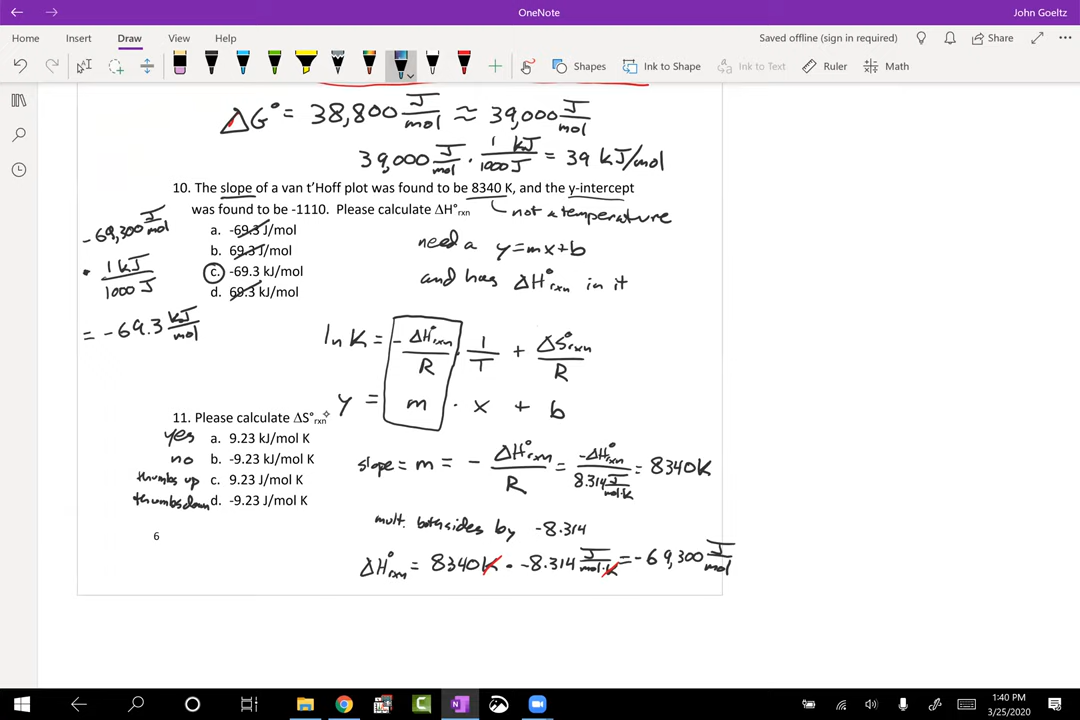 OneNote
John Goeltz
Home Insert Draw View Help
Saved offline (sign in required) Share
Shapes Ink to Shape Ink to Text Ruler Math
ΔG° = 38,800 J/mol ≈ 39,000 J/mol
39,000 J/mol · 1 kJ/1000 J = 39 kJ/mol
10. The slope of a van t'Hoff plot was found to be 8340 K, and the y-intercept
was found to be -1110. Please calculate ΔH°rxn
not a temperature
a. -69.3 J/mol
b. 69.3 J/mol
c. -69.3 kJ/mol
d. 69.3 kJ/mol
-69,300 J/mol
· 1 kJ/1000 J
= -69.3 kJ/mol
need a y=mx+b
and has ΔH°rxn in it
ln K = - ΔH°rxn/R · 1/T + ΔS°rxn/R
y = m · x + b
11. Please calculate ΔS°rxn
yes a. 9.23 kJ/mol K
no b. -9.23 kJ/mol K
thumbs up c. 9.23 J/mol K
thumbs down d. -9.23 J/mol K
slope = m = - ΔH°rxn/R = -ΔH°rxn/8.314 J/mol·K = 8340K
mult. both sides by -8.314
ΔH°rxn = 8340K · -8.314 J/mol·K = -69,300 J/mol
6
1:40 PM
3/25/2020